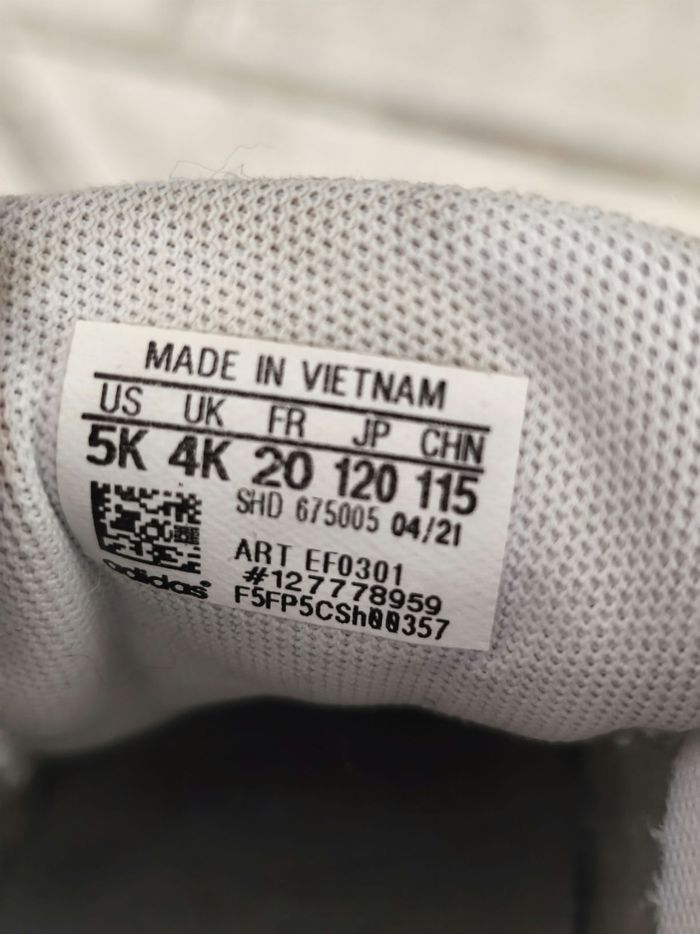 MADE IN VIETNAM
US UK FR JP CHN
5K 4K 20 120 115
SHD 675005 04/21
ART EF0301
#127778959
F5FP5CSh00357
adidas